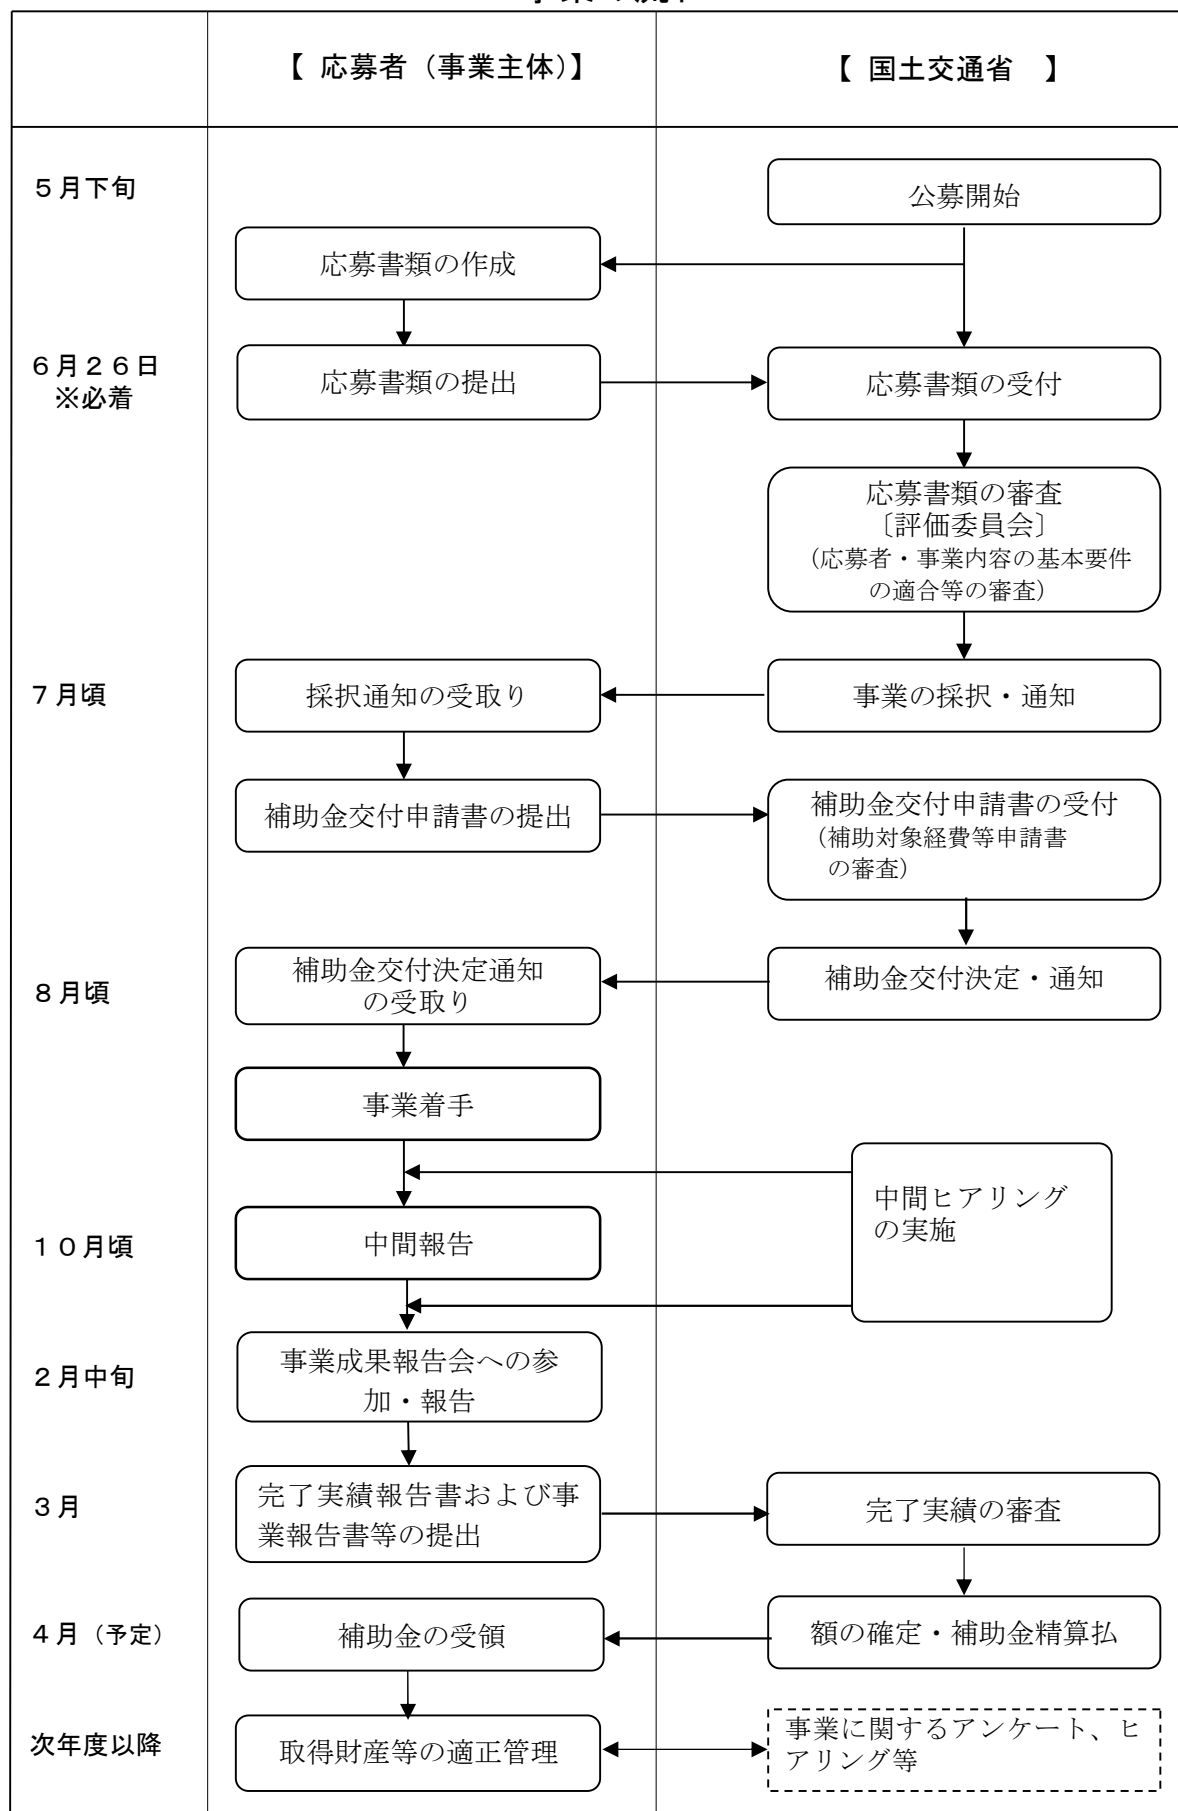 【 応募者（事業主体）】
【 国土交通省　】
５月下旬
公募開始
応募書類の作成
６月２６日
※必着
応募書類の提出
応募書類の受付
応募書類の審査
〔評価委員会〕
（応募者・事業内容の基本要件
の適合等の審査）
７月頃
採択通知の受取り
事業の採択・通知
補助金交付申請書の提出
補助金交付申請書の受付
（補助対象経費等申請書
の審査）
８月頃
補助金交付決定通知
の受取り
補助金交付決定・通知
事業着手
中間ヒアリング
の実施
１０月頃
中間報告
２月中旬
事業成果報告会への参
加・報告
３月
完了実績報告書および事
業報告書等の提出
完了実績の審査
４月（予定）
補助金の受領
額の確定・補助金精算払
次年度以降
取得財産等の適正管理
事業に関するアンケート、ヒ
アリング等